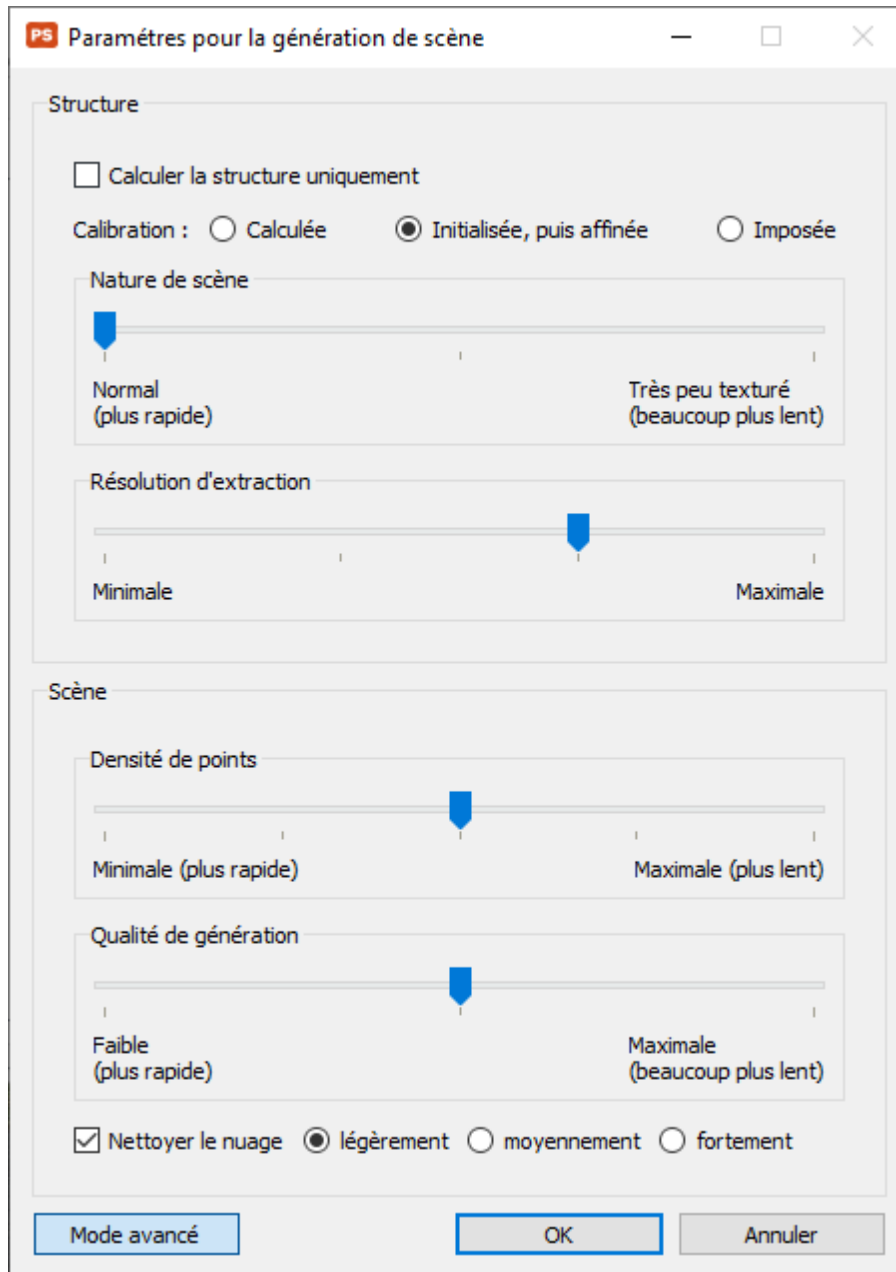 PS Paramétres pour la génération de scène
Structure
Calculer la structure uniquement
Calibration : Calculée Initialisée, puis affinée Imposée
Nature de scène
Normal Très peu texturé
(plus rapide) (beaucoup plus lent)
Résolution d'extraction
Minimale Maximale
Scène
Densité de points
Minimale (plus rapide) Maximale (plus lent)
Qualité de génération
Faible Maximale
(plus rapide) (beaucoup plus lent)
Nettoyer le nuage légèrement moyennement fortement
Mode avancé OK Annuler